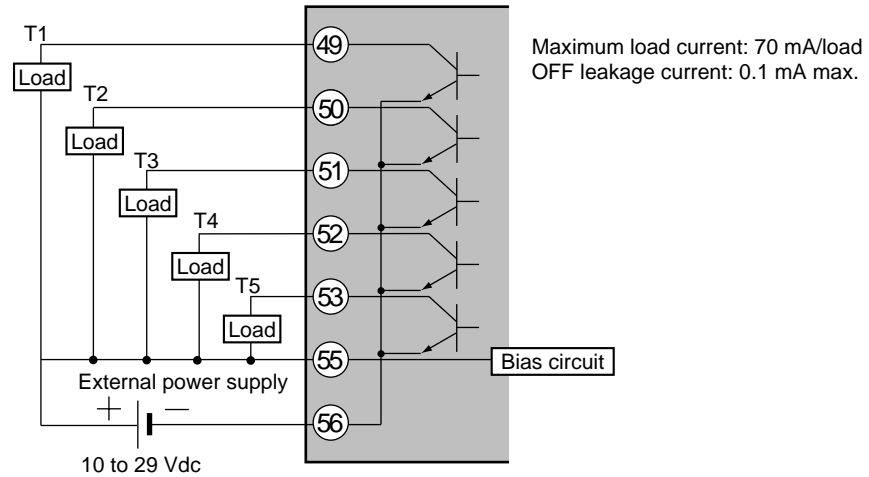 T1
49
Maximum load current: 70 mA/load
OFF leakage current: 0.1 mA max.
Load
T2
50
Load
T3
51
Load
T4
52
Load
T5
53
Load
55
Bias circuit
External power supply
+ −
56
10 to 29 Vdc